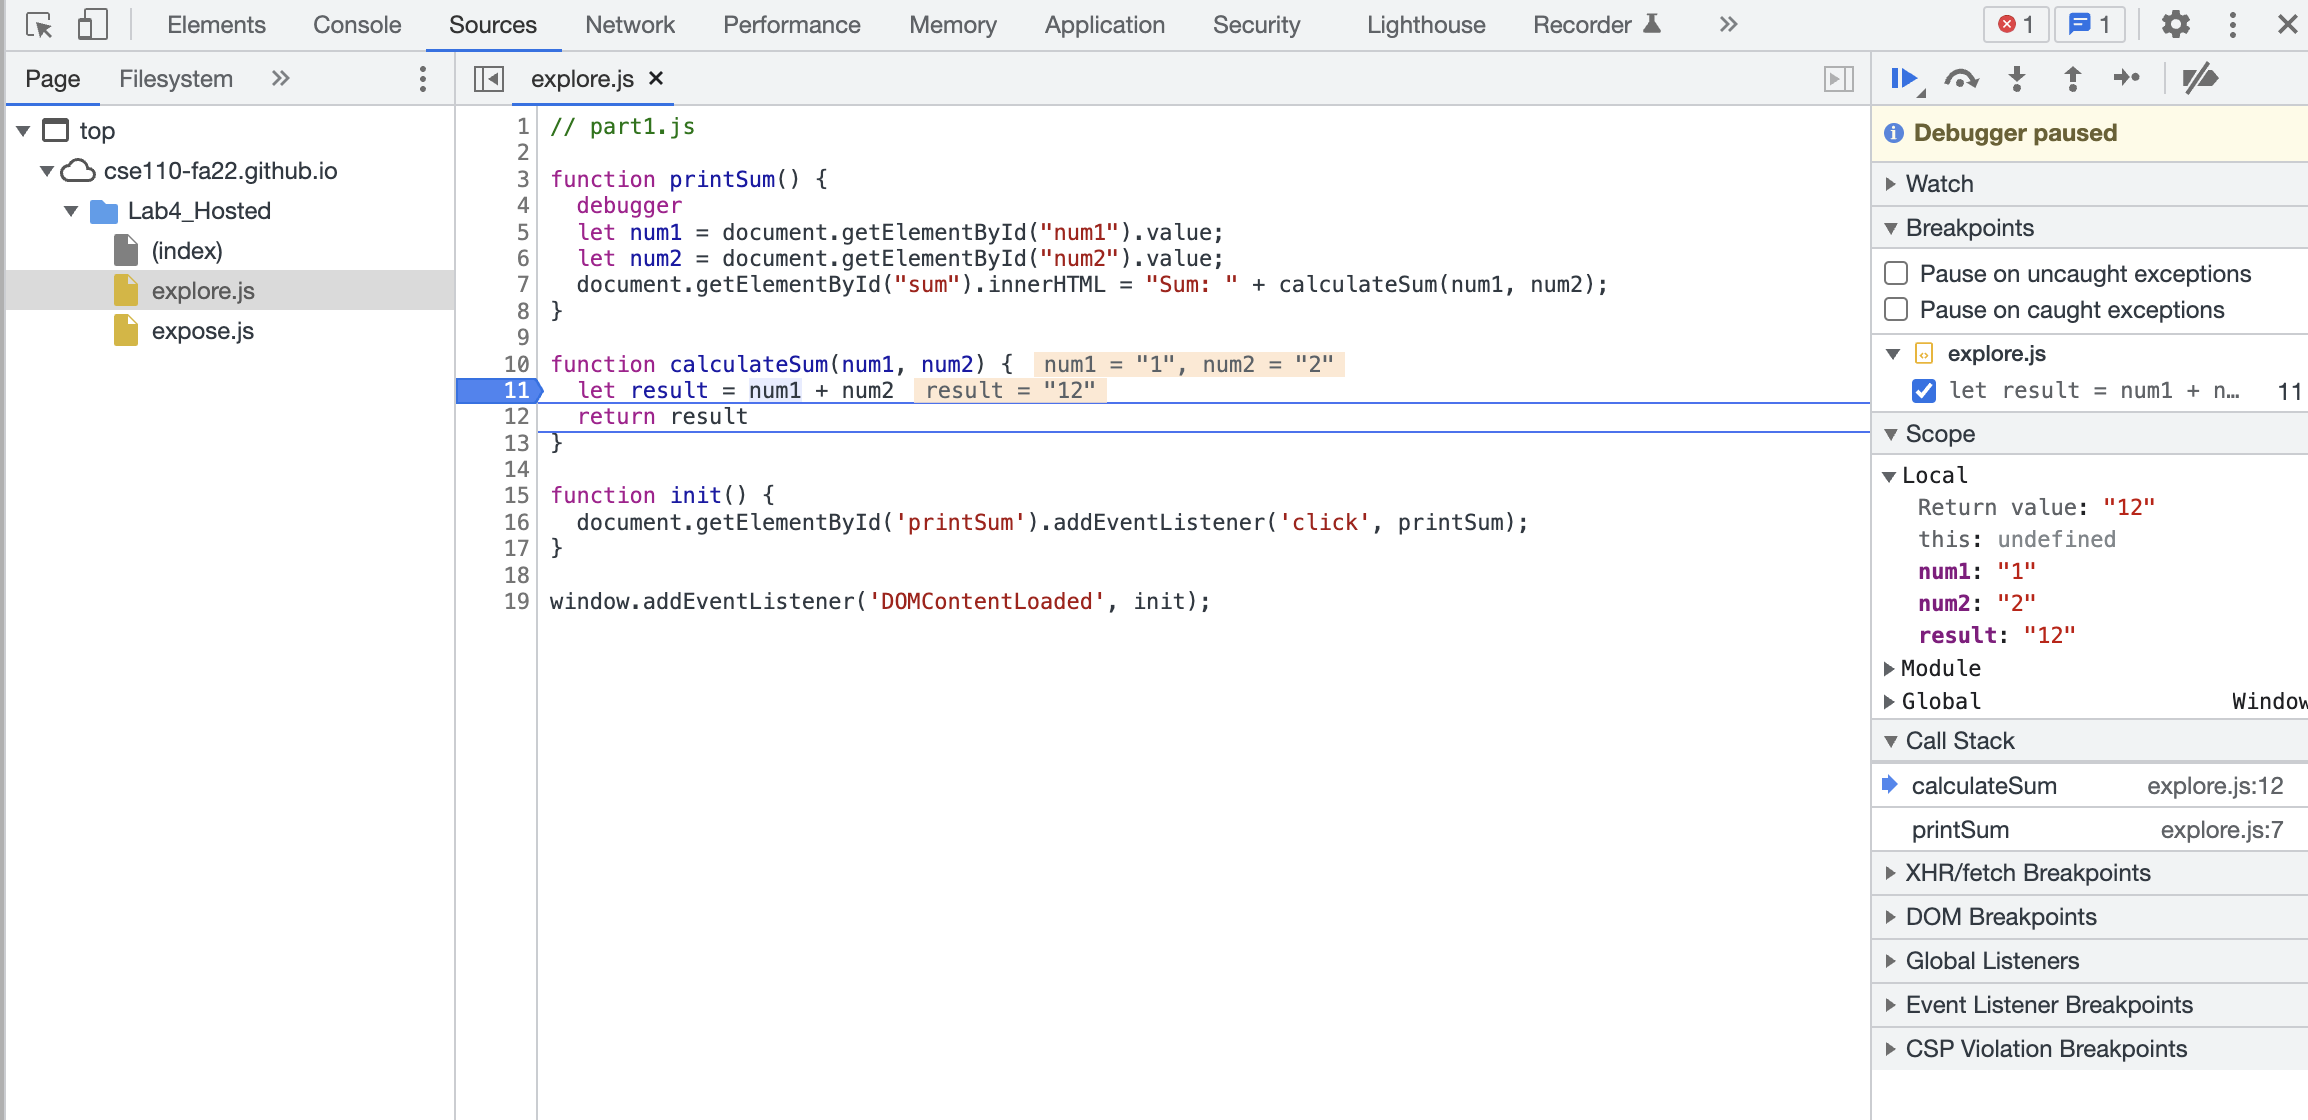 Elements Console Sources Network Performance Memory Application Security Lighthouse Recorder 1 1
Page Filesystem
top
cse110-fa22.github.io
Lab4_Hosted
(index)
explore.js
expose.js
explore.js
1 // part1.js
2
3 function printSum() {
4   debugger
5   let num1 = document.getElementById("num1").value;
6   let num2 = document.getElementById("num2").value;
7   document.getElementById("sum").innerHTML = "Sum: " + calculateSum(num1, num2);
8 }
9
10 function calculateSum(num1, num2) { num1 = "1", num2 = "2"
11   let result = num1 + num2 result = "12"
12   return result
13 }
14
15 function init() {
16   document.getElementById('printSum').addEventListener('click', printSum);
17 }
18
19 window.addEventListener('DOMContentLoaded', init);
Debugger paused
Watch
Breakpoints
Pause on uncaught exceptions
Pause on caught exceptions
explore.js
let result = num1 + n… 11
Scope
Local
Return value: "12"
this: undefined
num1: "1"
num2: "2"
result: "12"
Module
Global Window
Call Stack
calculateSum explore.js:12
printSum explore.js:7
XHR/fetch Breakpoints
DOM Breakpoints
Global Listeners
Event Listener Breakpoints
CSP Violation Breakpoints